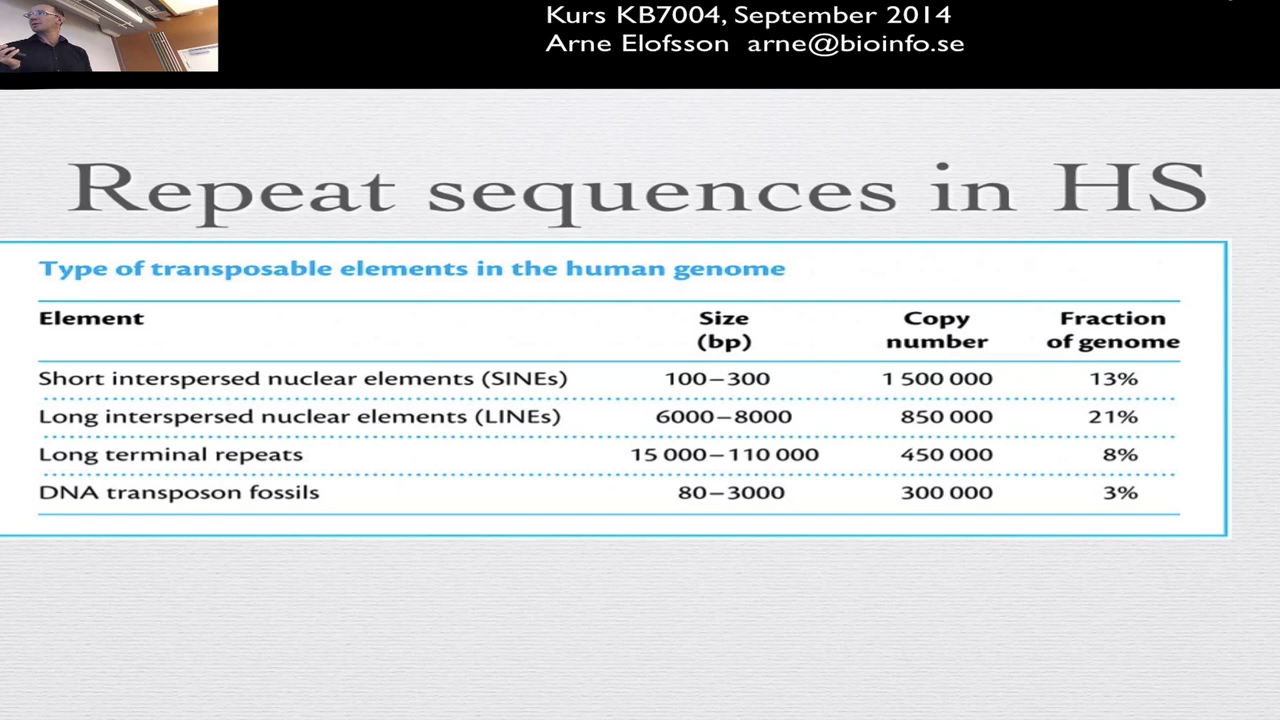 Kurs KB7004, September 2014
Arne Elofsson arne@bioinfo.se
Repeat sequences in HS
Type of transposable elements in the human genome
Element Size (bp) Copy number Fraction of genome
Short interspersed nuclear elements (SINEs) 100–300 1 500 000 13%
Long interspersed nuclear elements (LINEs) 6000–8000 850 000 21%
Long terminal repeats 15 000–110 000 450 000 8%
DNA transposon fossils 80–3000 300 000 3%